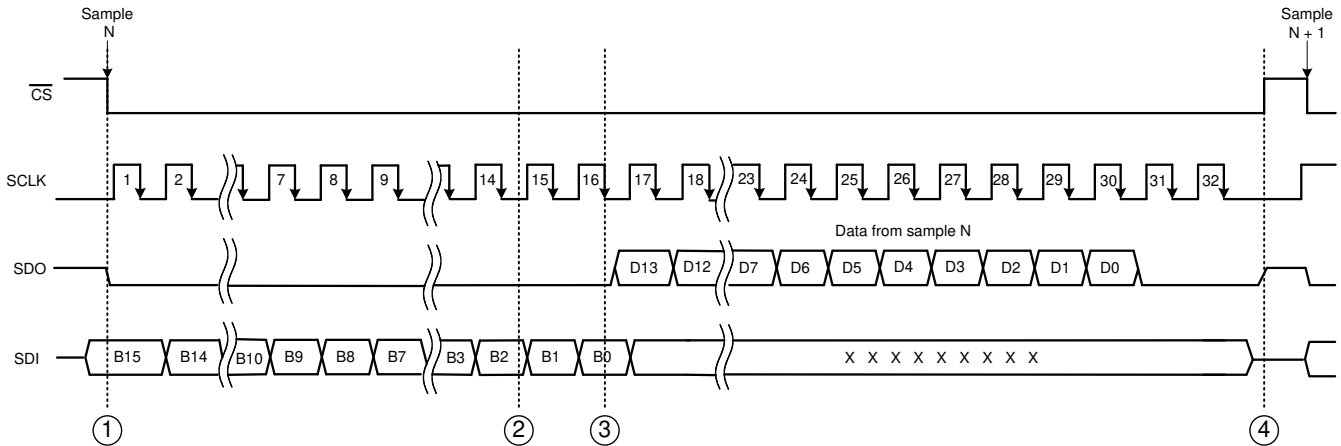 Sample
N
Sample
N + 1
CS
SCLK
1 2 7 8 9 14 15 16 17 18 23 24 25 26 27 28 29 30 31 32
Data from sample N
SDO
D13 D12 D7 D6 D5 D4 D3 D2 D1 D0
SDI
B15 B14 B10 B9 B8 B7 B3 B2 B1 B0 X X X X X X X X X
1 2 3 4